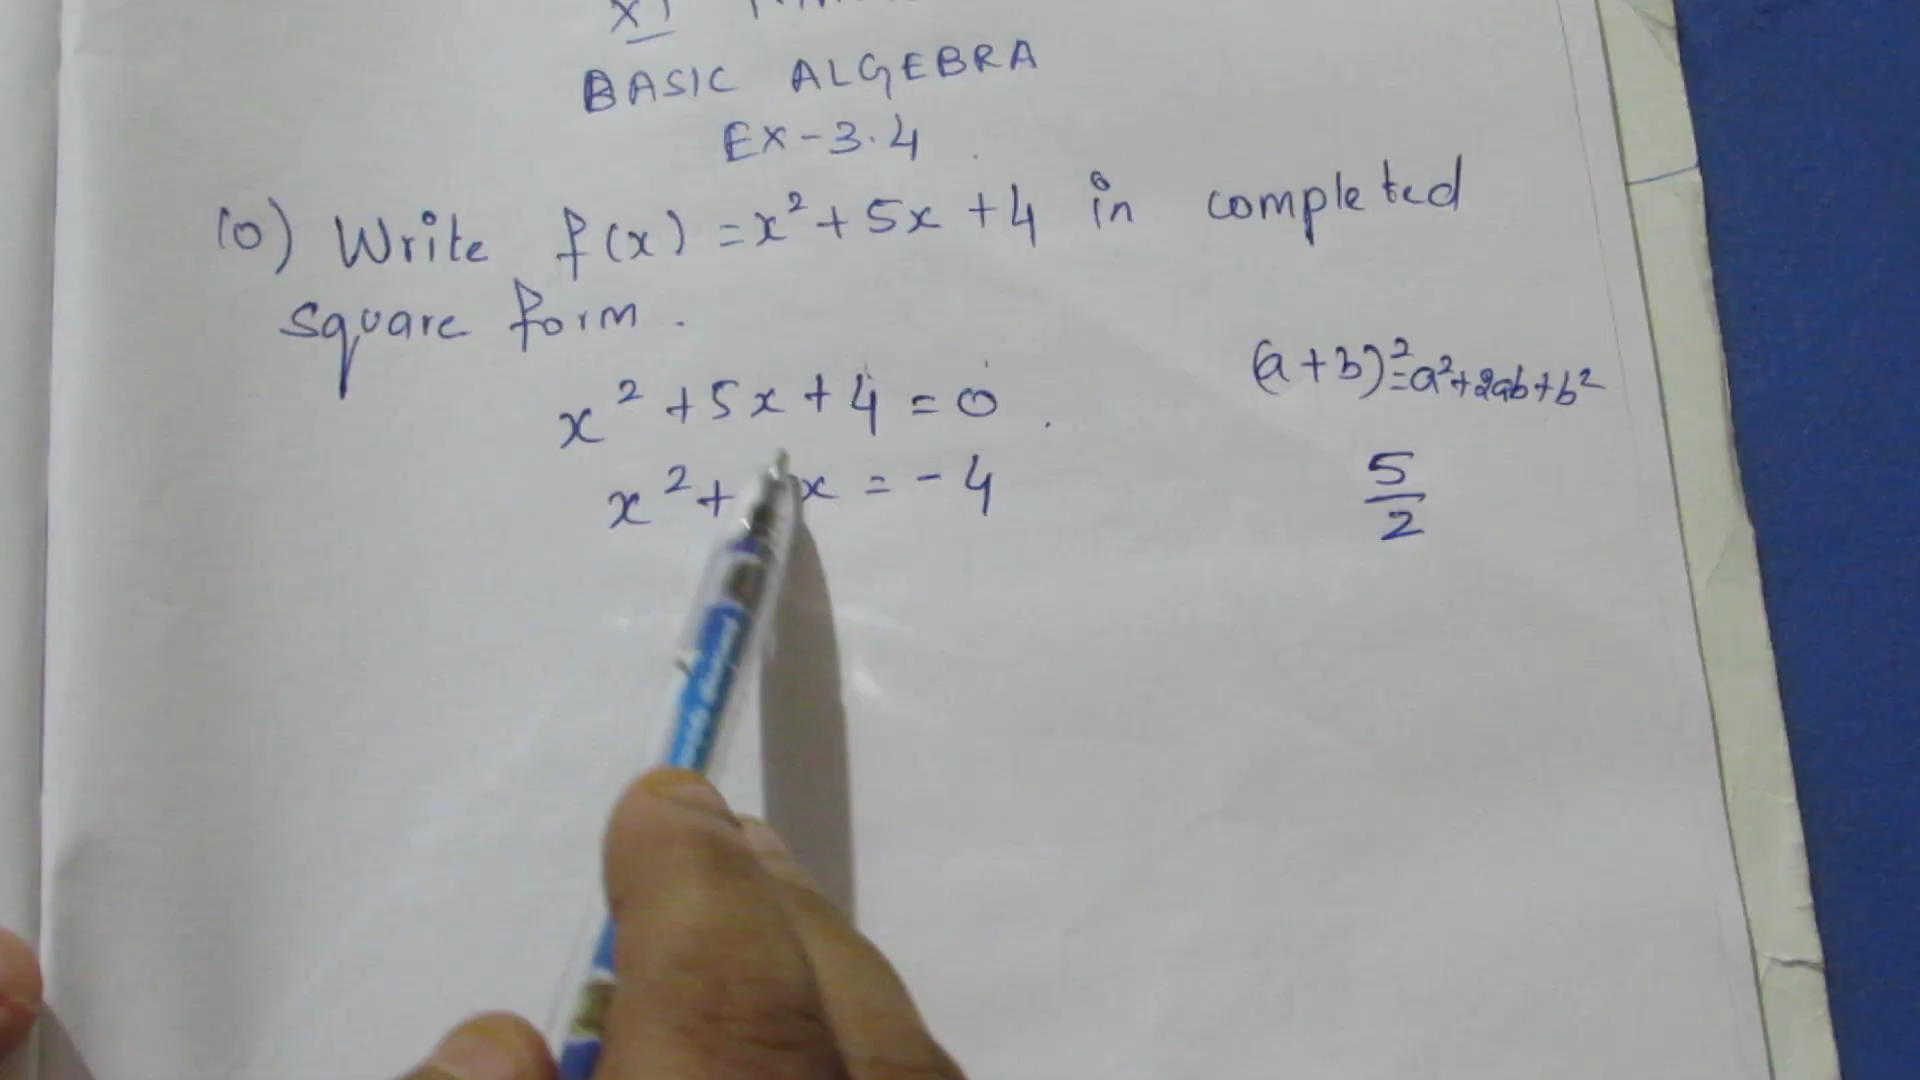 BASIC ALGEBRA
EX-3.4
10) Write f(x) = x² + 5x + 4 in completed
square form.
x² + 5x + 4 = 0
(a+b)² = a² + 2ab + b²
x² + x = -4
5/2